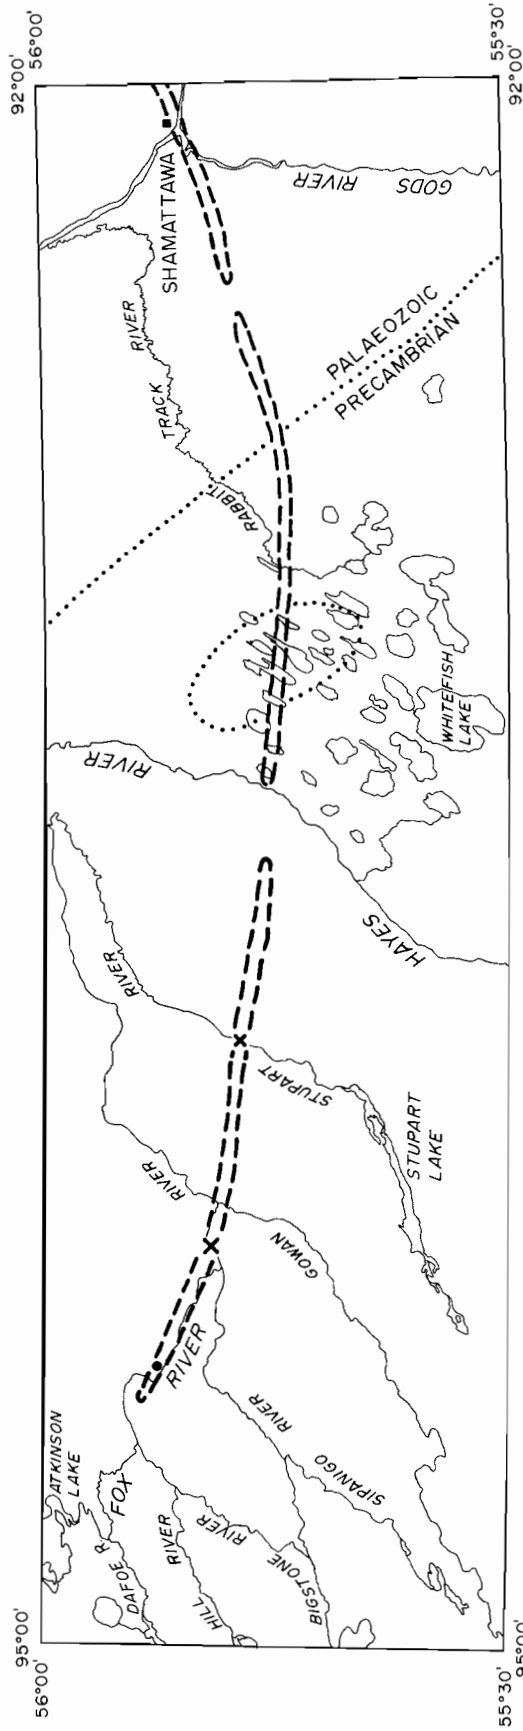 92°00'
56°00'
55°30'
92°00'
SHAMATTAWA
GODS
RIVER
RABBIT
TRACK
RIVER
PALAEOZOIC
PRECAMBRIAN
WHITEFISH
LAKE
HAYES
RIVER
STUPART
RIVER
STUPART
LAKE
GOWAN
RIVER
FOX
RIVER
SIPANIGO
RIVER
ATKINSON
LAKE
DAFOE R.
HILL
RIVER
BIGSTONE
RIVER
95°00'
56°00'
55°30'
95°00'